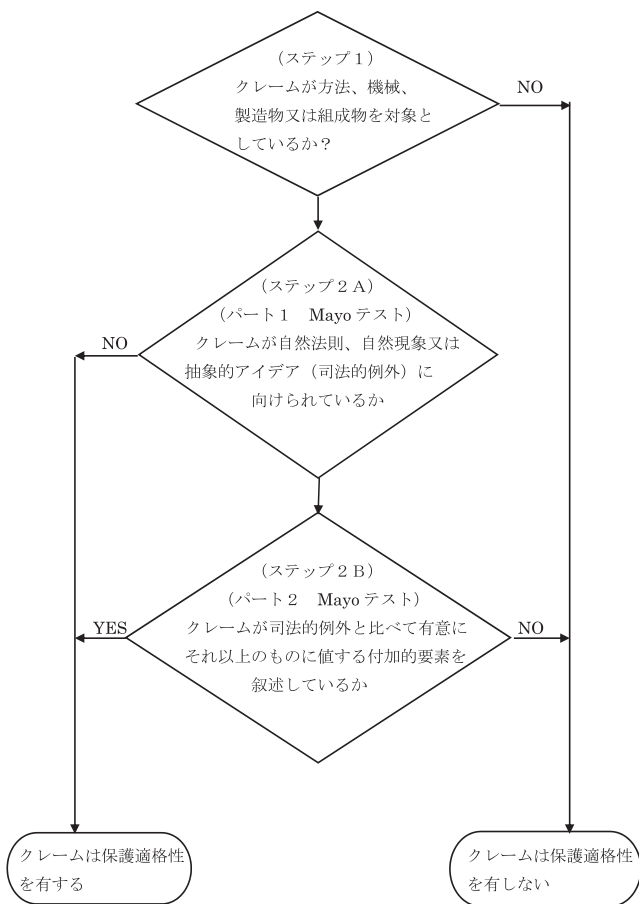 （ステップ１）
クレームが方法、機械、
製造物又は組成物を対象と
しているか？
NO
（ステップ２Ａ）
（パート１　Mayo テスト）
クレームが自然法則、自然現象又は
抽象的アイデア（司法的例外）に
向けられているか
NO
（ステップ２Ｂ）
（パート２　Mayo テスト）
クレームが司法的例外と比べて有意に
それ以上のものに値する付加的要素を
叙述しているか
YES
NO
クレームは保護適格性
を有する
クレームは保護適格性
を有しない